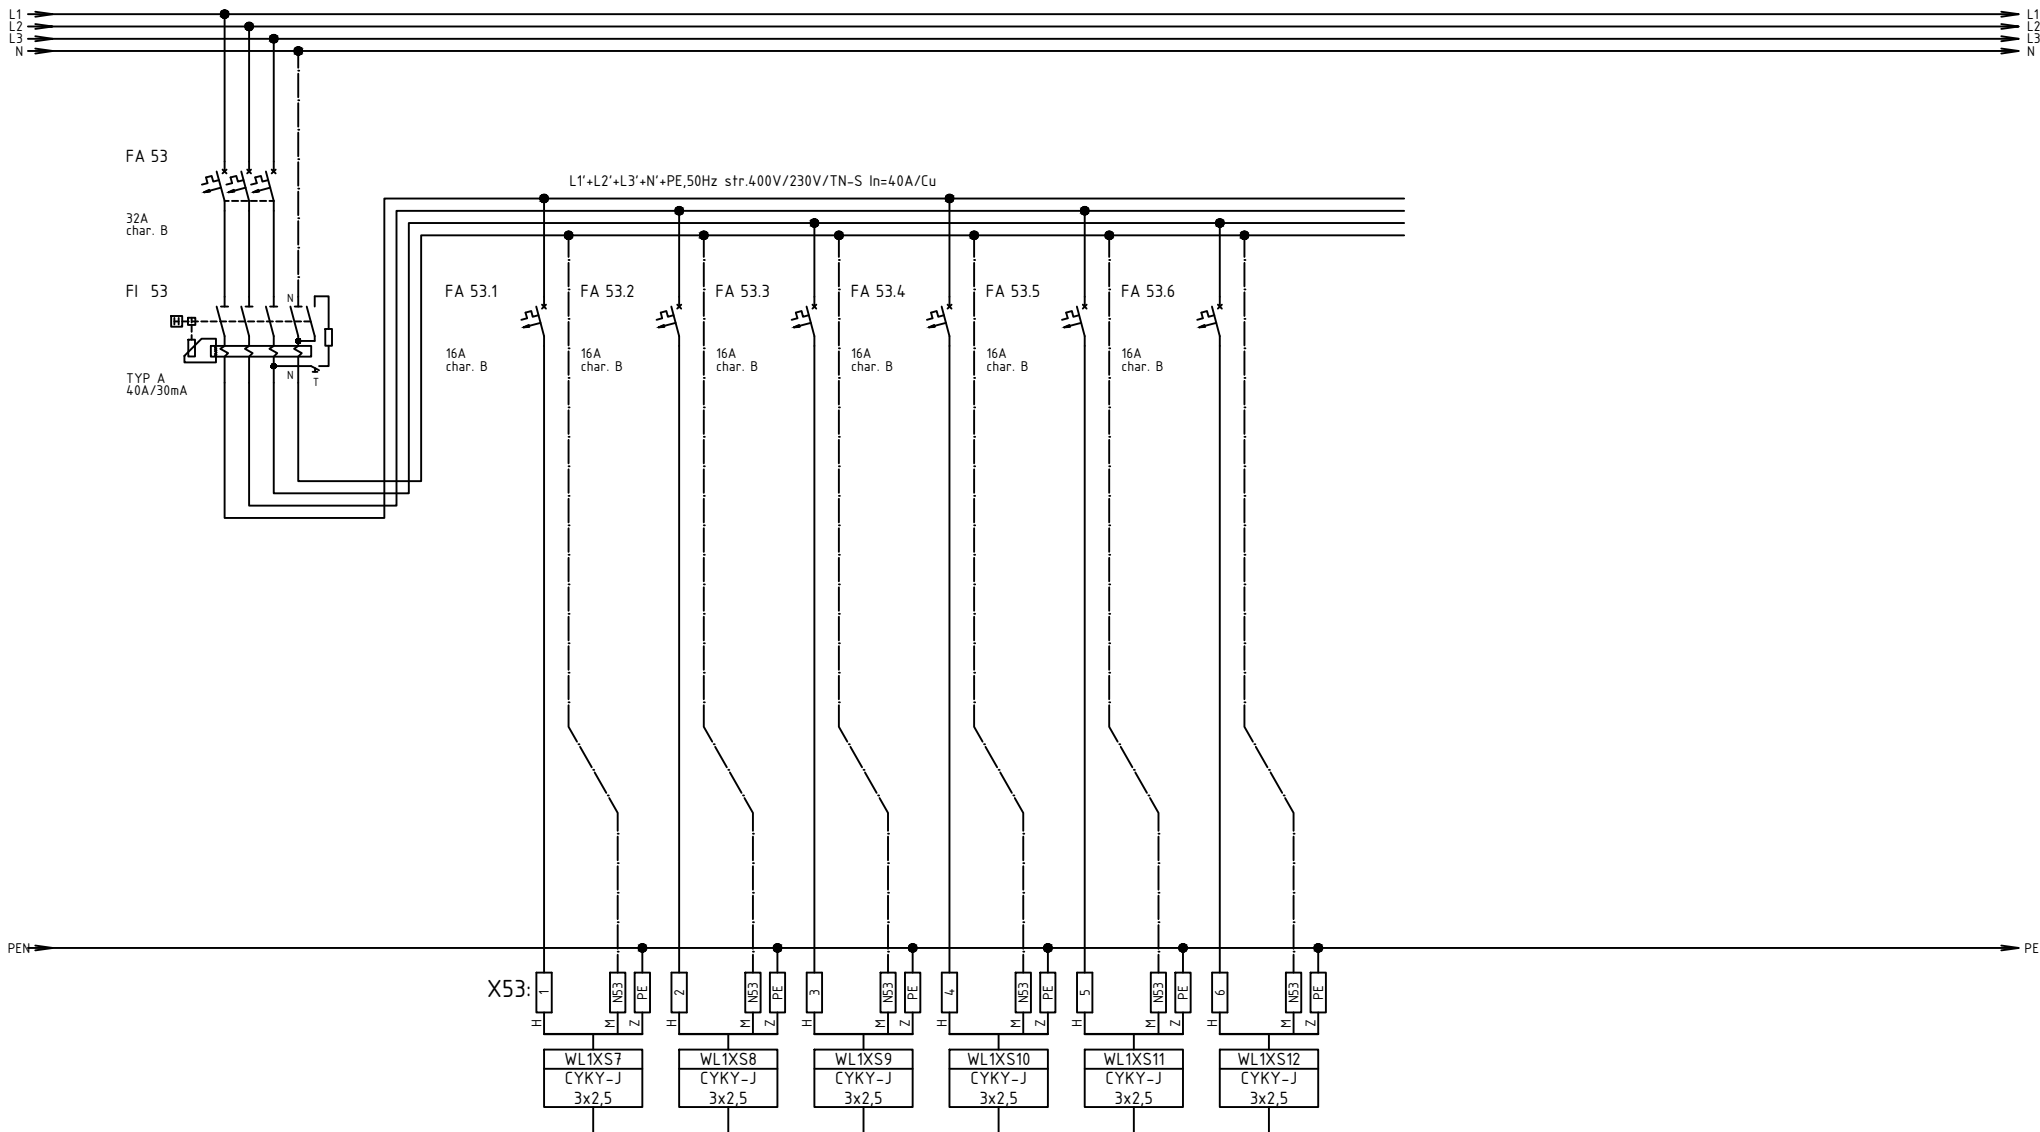 L1 L1
L2 L2
L3 L3
N N
FA 53
L1'+L2'+L3'+N'+PE,50Hz str.400V/230V/TN-S In=40A/Cu
32A
char. B
FI 53
N
FA 53.1 FA 53.2 FA 53.3 FA 53.4 FA 53.5 FA 53.6
16A 16A 16A 16A 16A 16A
char. B char. B char. B char. B char. B char. B
TYP A
40A/30mA
N
T
PEN PE
X53: 1 N53 PE 2 N53 PE 3 N53 PE 4 N53 PE 5 N53 PE 6 N53 PE
H M Z H M Z H M Z H M Z H M Z H M Z
WL1XS7 WL1XS8 WL1XS9 WL1XS10 WL1XS11 WL1XS12
CYKY-J CYKY-J CYKY-J CYKY-J CYKY-J CYKY-J
3x2,5 3x2,5 3x2,5 3x2,5 3x2,5 3x2,5